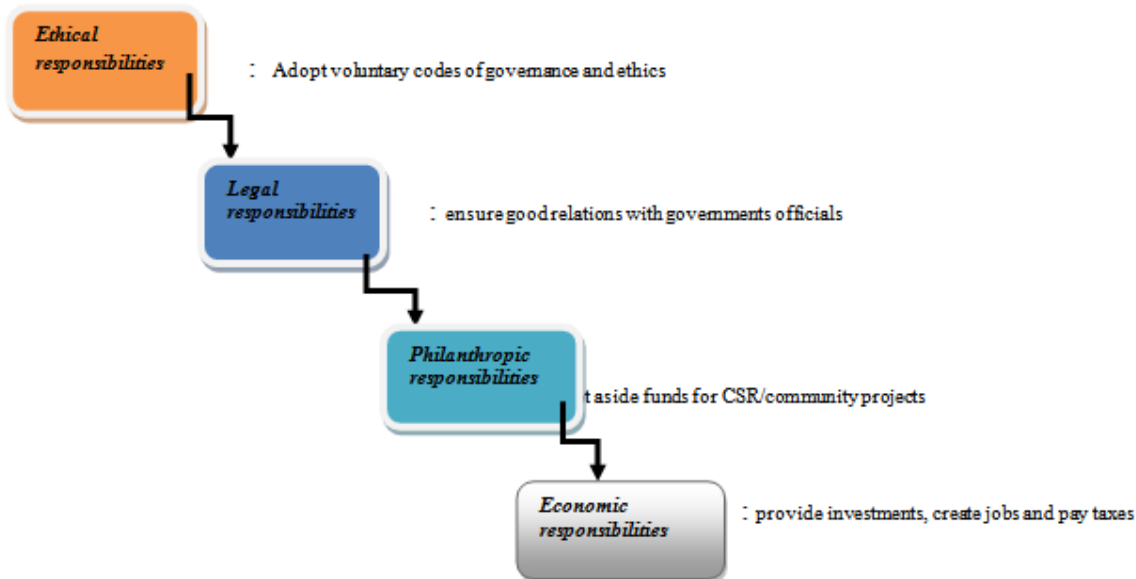 Ethical
responsibilities
: Adopt voluntary codes of governance and ethics
Legal
responsibilities
: ensure good relations with governments officials
Philanthropic
responsibilities
t aside funds for CSR/community projects
Economic
responsibilities
: provide investments, create jobs and pay taxes